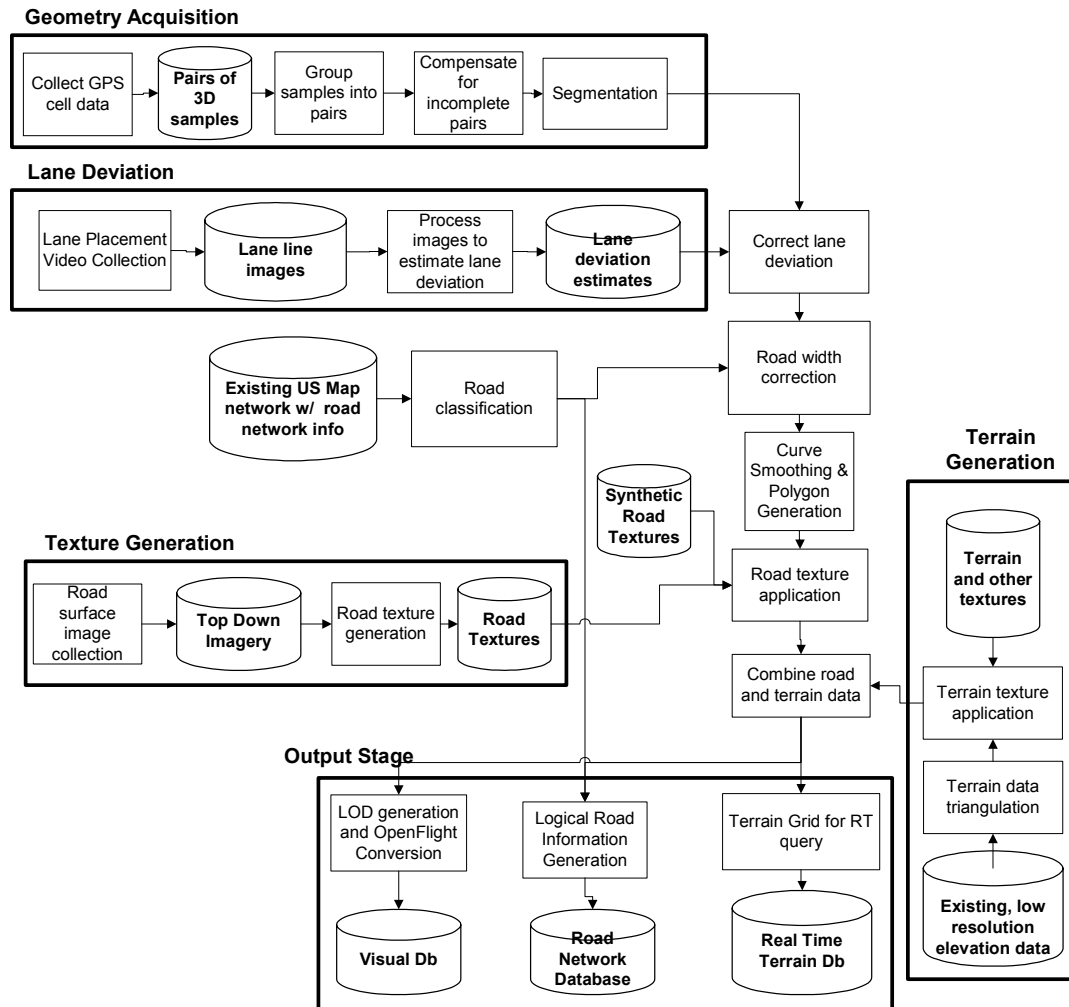 Geometry Acquisition
Collect GPS
cell data
Pairs of
3D
samples
Group
samples into
pairs
Compensate
for
incomplete
pairs
Segmentation
Lane Deviation
Lane Placement
Video Collection
Lane line
images
Process
images to
estimate lane
deviation
Lane
deviation
estimates
Correct lane
deviation
Existing US Map
network w/ road
network info
Road
classification
Road width
correction
Curve
Smoothing &
Polygon
Generation
Synthetic
Road
Textures
Texture Generation
Road
surface
image
collection
Top Down
Imagery
Road texture
generation
Road
Textures
Road texture
application
Combine road
and terrain data
Terrain
Generation
Terrain
and other
textures
Terrain texture
application
Terrain data
triangulation
Existing, low
resolution
elevation data
Output Stage
LOD generation
and OpenFlight
Conversion
Logical Road
Information
Generation
Terrain Grid for RT
query
Visual Db
Road
Network
Database
Real Time
Terrain Db